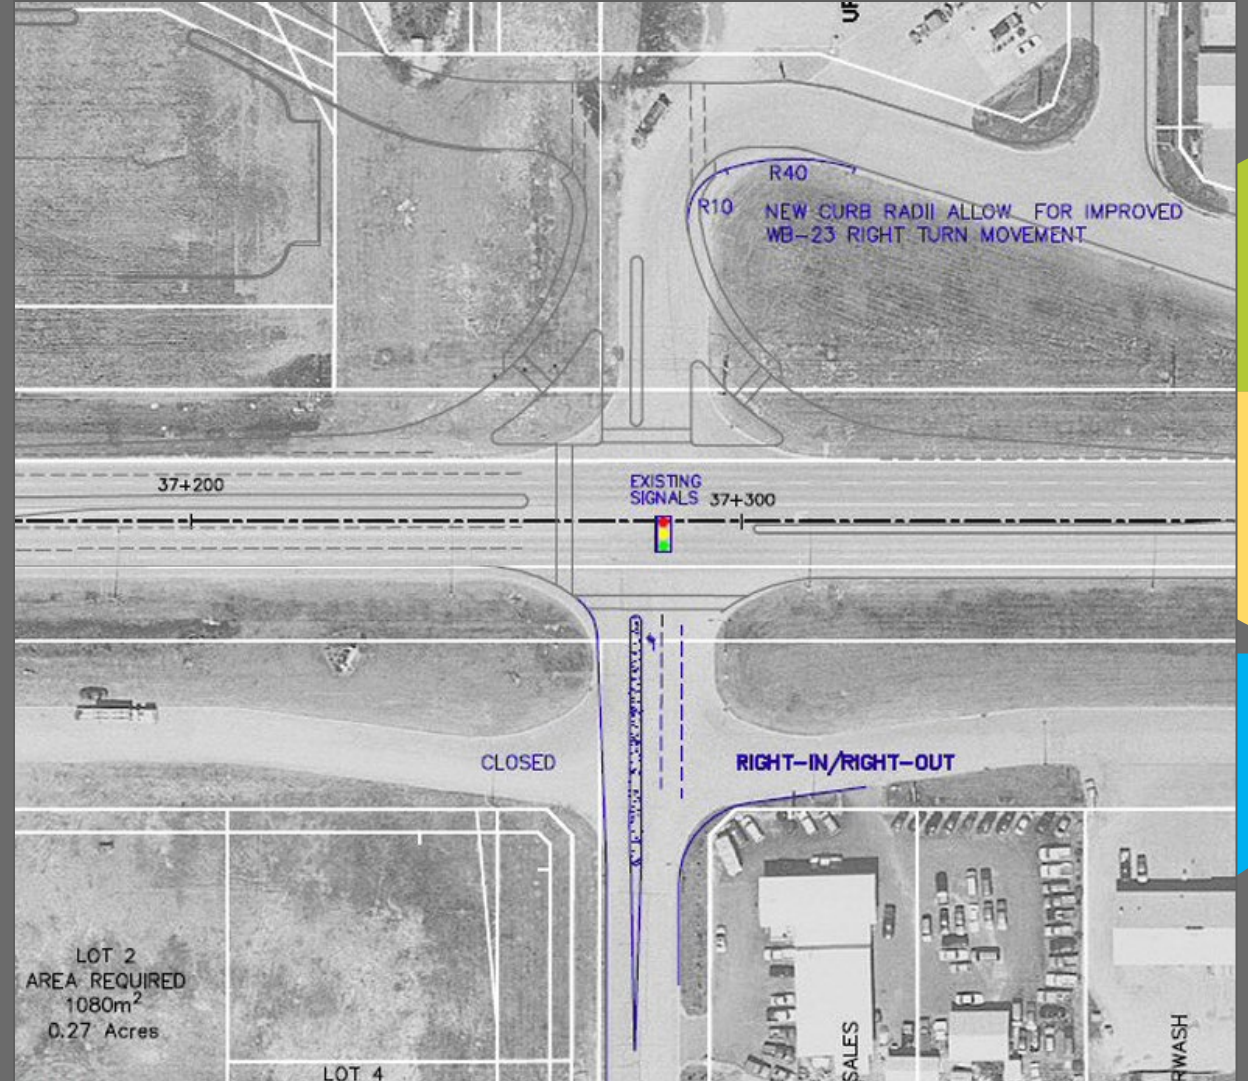 R40
R10
NEW CURB RADII ALLOW FOR IMPROVED
WB-23 RIGHT TURN MOVEMENT
37+200
EXISTING
SIGNALS
37+300
CLOSED
RIGHT-IN/RIGHT-OUT
LOT 2
AREA REQUIRED
1080m²
0.27 Acres
LOT 4
SALES
RWASH